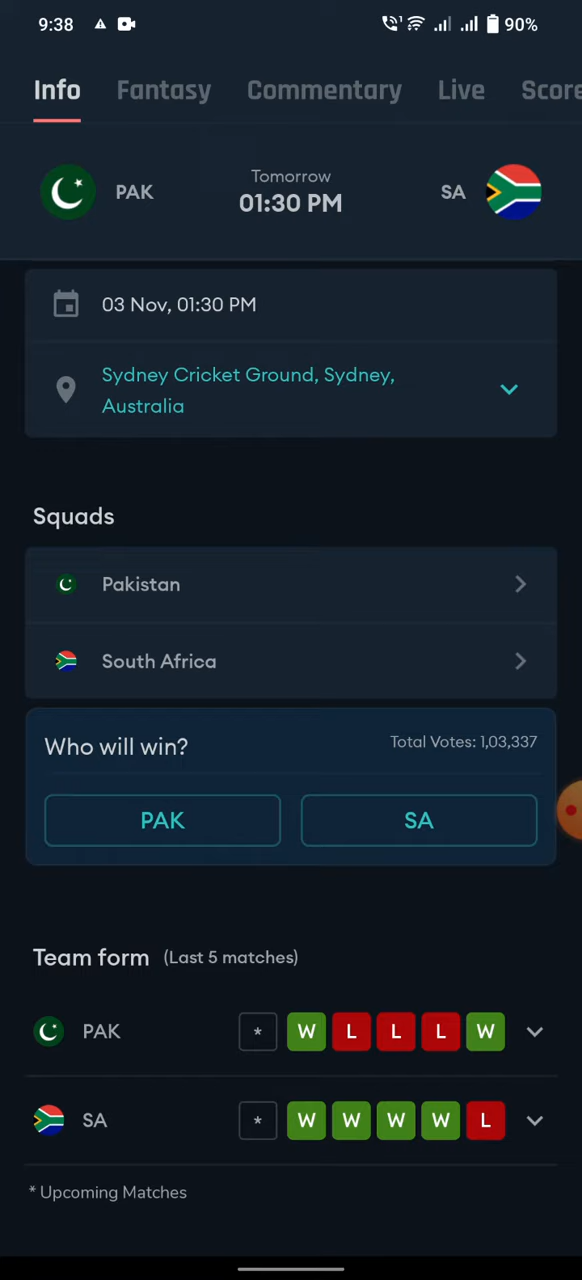 9:38 90%
Info Fantasy Commentary Live Score
Tomorrow
PAK 01:30 PM SA
03 Nov, 01:30 PM
Sydney Cricket Ground, Sydney,
Australia
Squads
Pakistan
South Africa
Who will win? Total Votes: 1,03,337
PAK SA
Team form (Last 5 matches)
PAK * W L L L W
SA * W W W W L
* Upcoming Matches